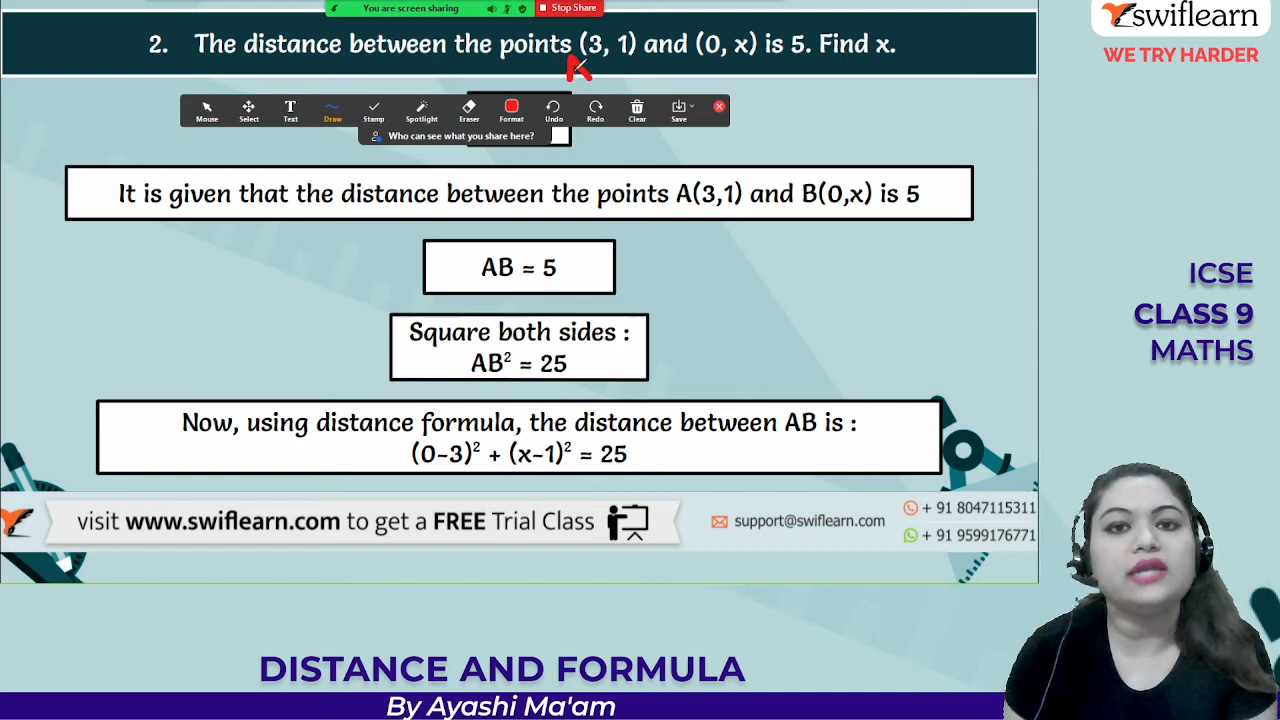 You are screen sharing
Stop Share
swiflearn
WE TRY HARDER
2. The distance between the points (3, 1) and (0, x) is 5. Find x.
A
Mouse Select Text Draw Stamp Spotlight Eraser Format Undo Redo Clear Save
Who can see what you share here?
It is given that the distance between the points A(3,1) and B(0,x) is 5
AB = 5
Square both sides :
AB² = 25
Now, using distance formula, the distance between AB is :
(0-3)² + (x-1)² = 25
ICSE
CLASS 9
MATHS
visit www.swiflearn.com to get a FREE Trial Class
support@swiflearn.com
+ 91 8047115311
+ 91 9599176771
DISTANCE AND FORMULA
By Ayashi Ma'am